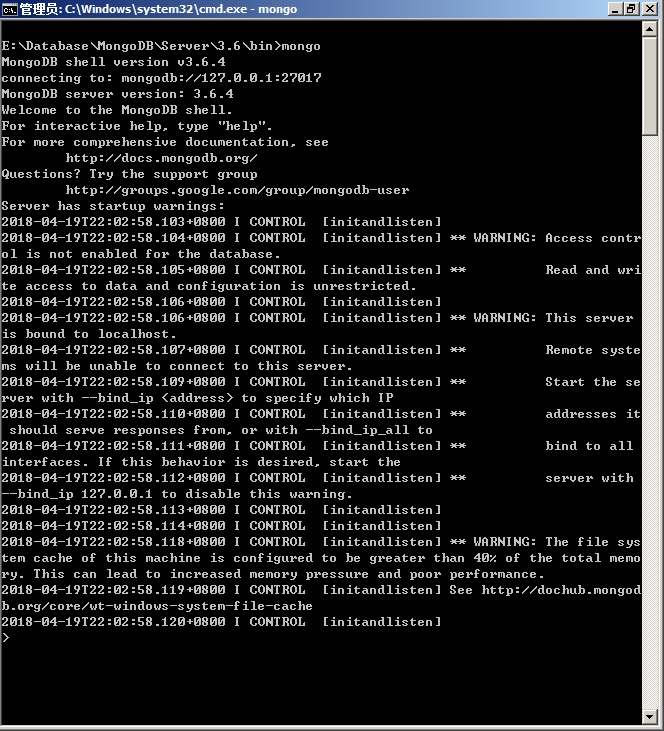 管理员: C:\Windows\system32\cmd.exe - mongo
E:\Database\MongoDB\Server\3.6\bin>mongo
MongoDB shell version v3.6.4
connecting to: mongodb://127.0.0.1:27017
MongoDB server version: 3.6.4
Welcome to the MongoDB shell.
For interactive help, type "help".
For more comprehensive documentation, see
        http://docs.mongodb.org/
Questions? Try the support group
        http://groups.google.com/group/mongodb-user
Server has startup warnings:
2018-04-19T22:02:58.103+0800 I CONTROL  [initandlisten]
2018-04-19T22:02:58.104+0800 I CONTROL  [initandlisten] ** WARNING: Access contr
ol is not enabled for the database.
2018-04-19T22:02:58.105+0800 I CONTROL  [initandlisten] **          Read and wri
te access to data and configuration is unrestricted.
2018-04-19T22:02:58.106+0800 I CONTROL  [initandlisten]
2018-04-19T22:02:58.106+0800 I CONTROL  [initandlisten] ** WARNING: This server
is bound to localhost.
2018-04-19T22:02:58.107+0800 I CONTROL  [initandlisten] **          Remote syste
ms will be unable to connect to this server.
2018-04-19T22:02:58.109+0800 I CONTROL  [initandlisten] **          Start the se
rver with --bind_ip <address> to specify which IP
2018-04-19T22:02:58.110+0800 I CONTROL  [initandlisten] **          addresses it
 should serve responses from, or with --bind_ip_all to
2018-04-19T22:02:58.111+0800 I CONTROL  [initandlisten] **          bind to all
interfaces. If this behavior is desired, start the
2018-04-19T22:02:58.112+0800 I CONTROL  [initandlisten] **          server with
--bind_ip 127.0.0.1 to disable this warning.
2018-04-19T22:02:58.113+0800 I CONTROL  [initandlisten]
2018-04-19T22:02:58.114+0800 I CONTROL  [initandlisten]
2018-04-19T22:02:58.118+0800 I CONTROL  [initandlisten] ** WARNING: The file sys
tem cache of this machine is configured to be greater than 40% of the total memo
ry. This can lead to increased memory pressure and poor performance.
2018-04-19T22:02:58.119+0800 I CONTROL  [initandlisten] See http://dochub.mongod
b.org/core/wt-windows-system-file-cache
2018-04-19T22:02:58.120+0800 I CONTROL  [initandlisten]
>